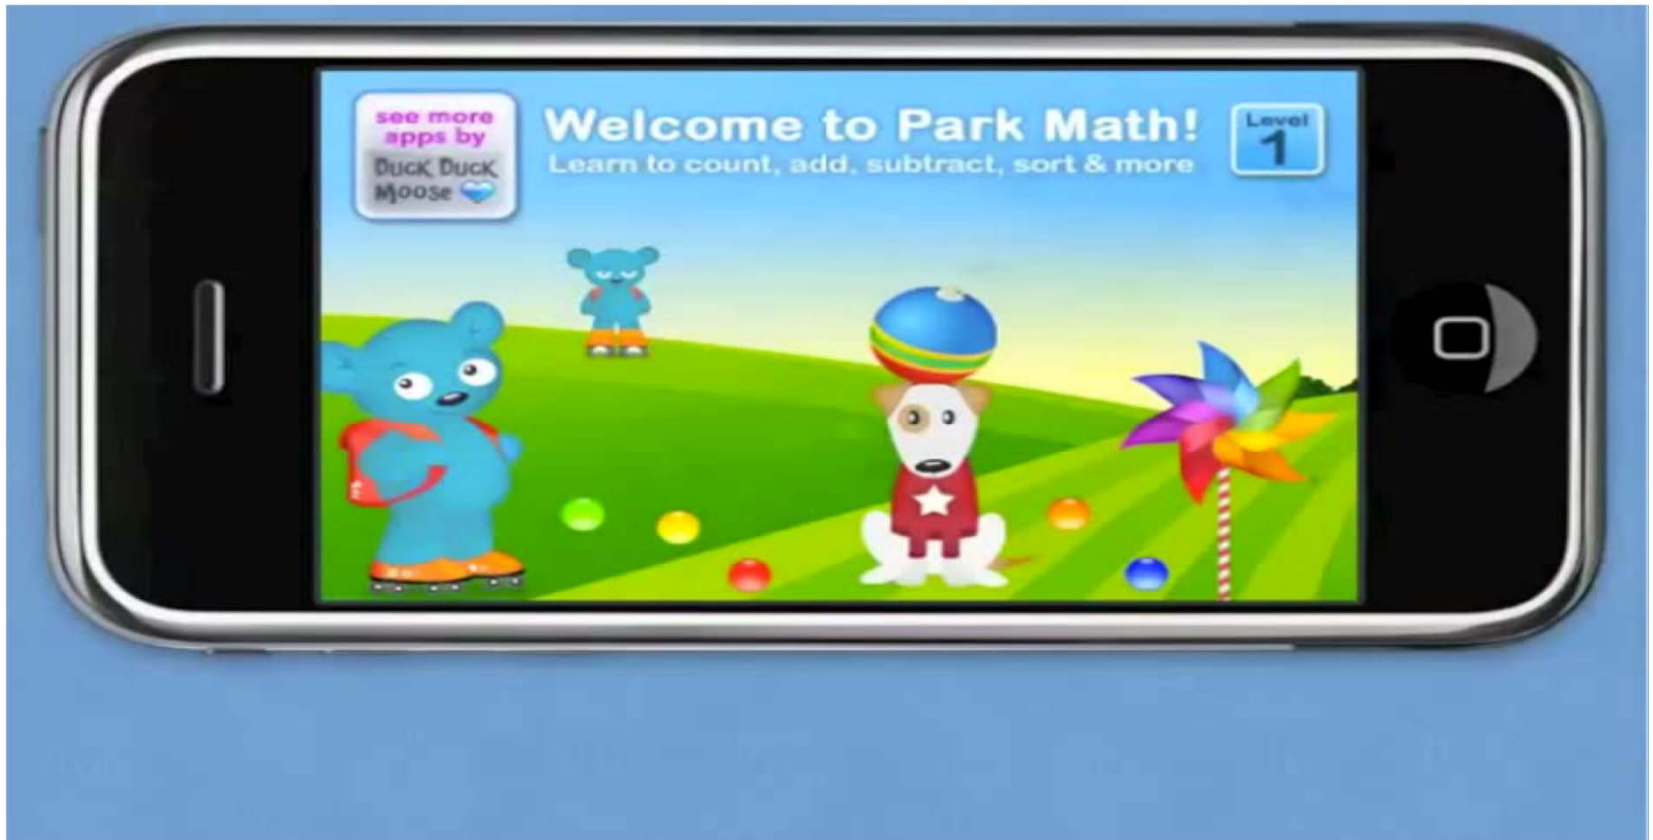 see more
apps by
Duck Duck
Moose
Welcome to Park Math!
Learn to count, add, subtract, sort & more
Level
1